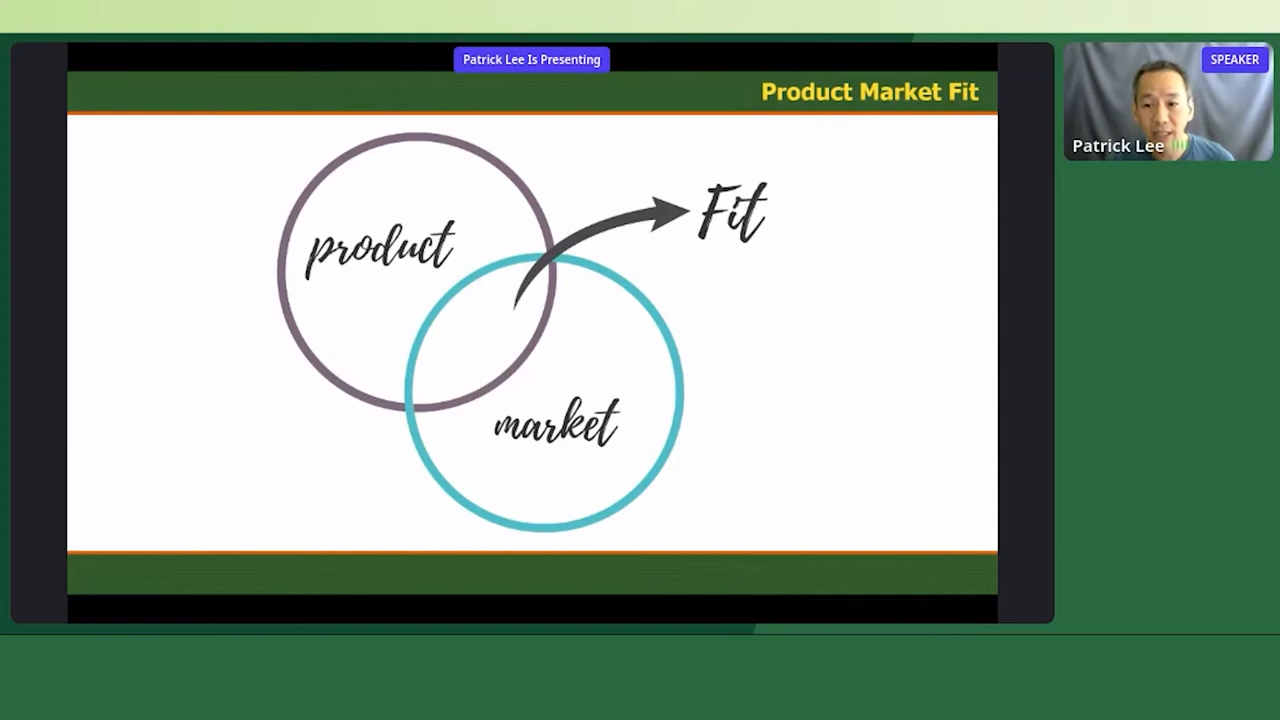 Patrick Lee Is Presenting
SPEAKER
Product Market Fit
Patrick Lee
Fit
product
market